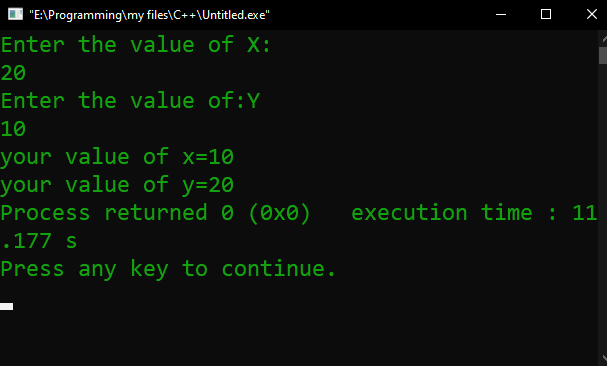 "E:\Programming\my files\C++\Untitled.exe"
Enter the value of X:
20
Enter the value of:Y
10
your value of x=10
your value of y=20
Process returned 0 (0x0)   execution time : 11
.177 s
Press any key to continue.